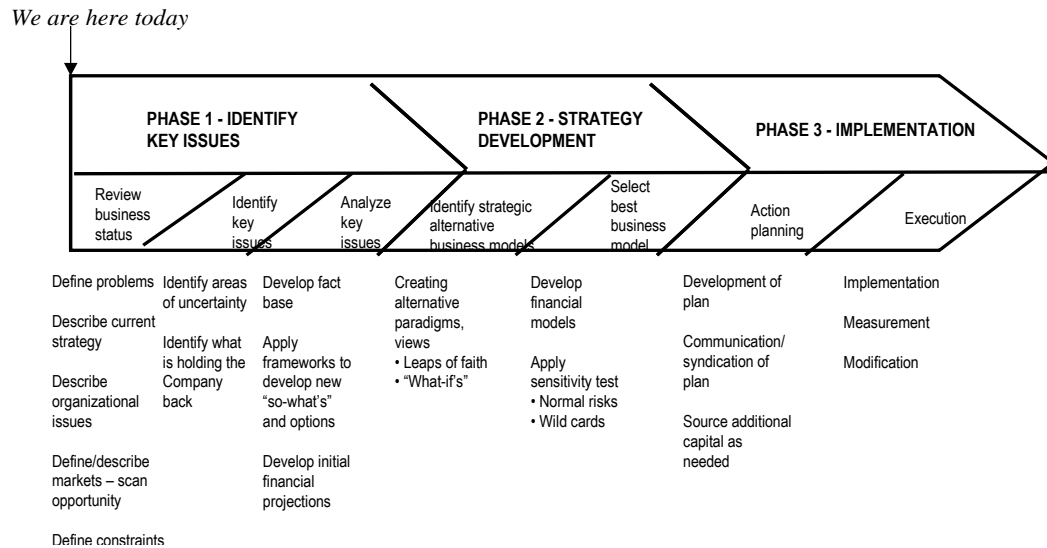 We are here today
PHASE 1 - IDENTIFY
KEY ISSUES
PHASE 2 - STRATEGY
DEVELOPMENT
PHASE 3 - IMPLEMENTATION
Review
business
status
Identify
key
issues
Analyze
key
issues
Identify strategic
alternative
business models
Select
best
business
model
Action
planning
Execution
Define problems
Describe current
strategy
Describe
organizational
issues
Define/describe
markets – scan
opportunity
Define constraints
Identify areas
of uncertainty
Identify what
is holding the
Company
back
Develop fact
base
Apply
frameworks to
develop new
“so-what’s”
and options
Develop initial
financial
projections
Creating
alternative
paradigms,
views
• Leaps of faith
• “What-if’s”
Develop
financial
models
Apply
sensitivity test
• Normal risks
• Wild cards
Development of
plan
Communication/
syndication of
plan
Source additional
capital as
needed
Implementation
Measurement
Modification